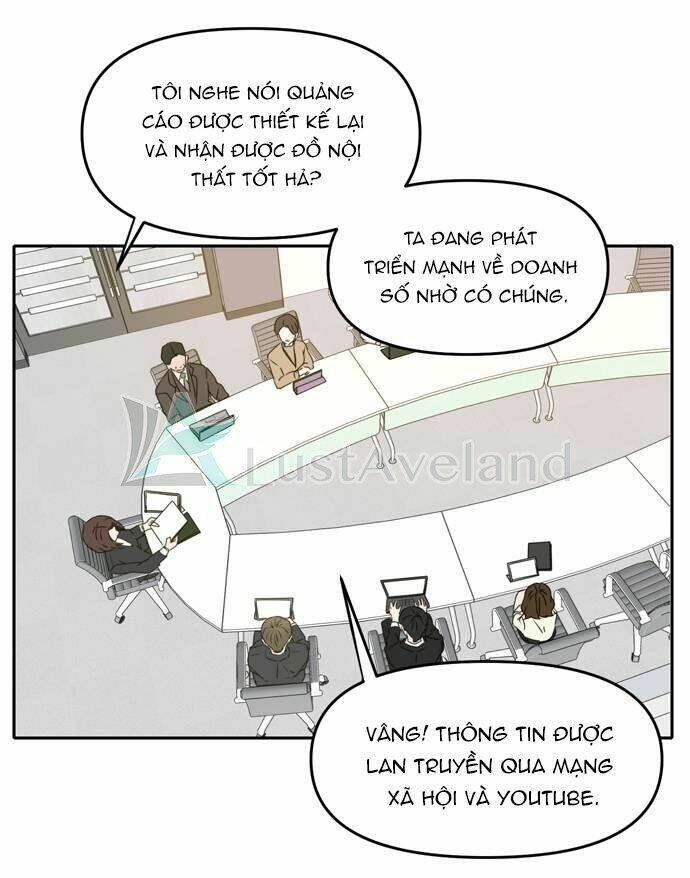 TÔI NGHE NÓI QUẢNG
CÁO ĐƯỢC THIẾT KẾ LẠI
VÀ NHẬN ĐƯỢC ĐỒ NỘI
THẤT TỐT HẢ?
TA ĐANG PHÁT
TRIỂN MẠNH VỀ DOANH
SỐ NHỜ CÓ CHÚNG.
LustAveland
VÂNG! THÔNG TIN ĐƯỢC
LAN TRUYỀN QUA MẠNG
XÃ HỘI VÀ YOUTUBE.